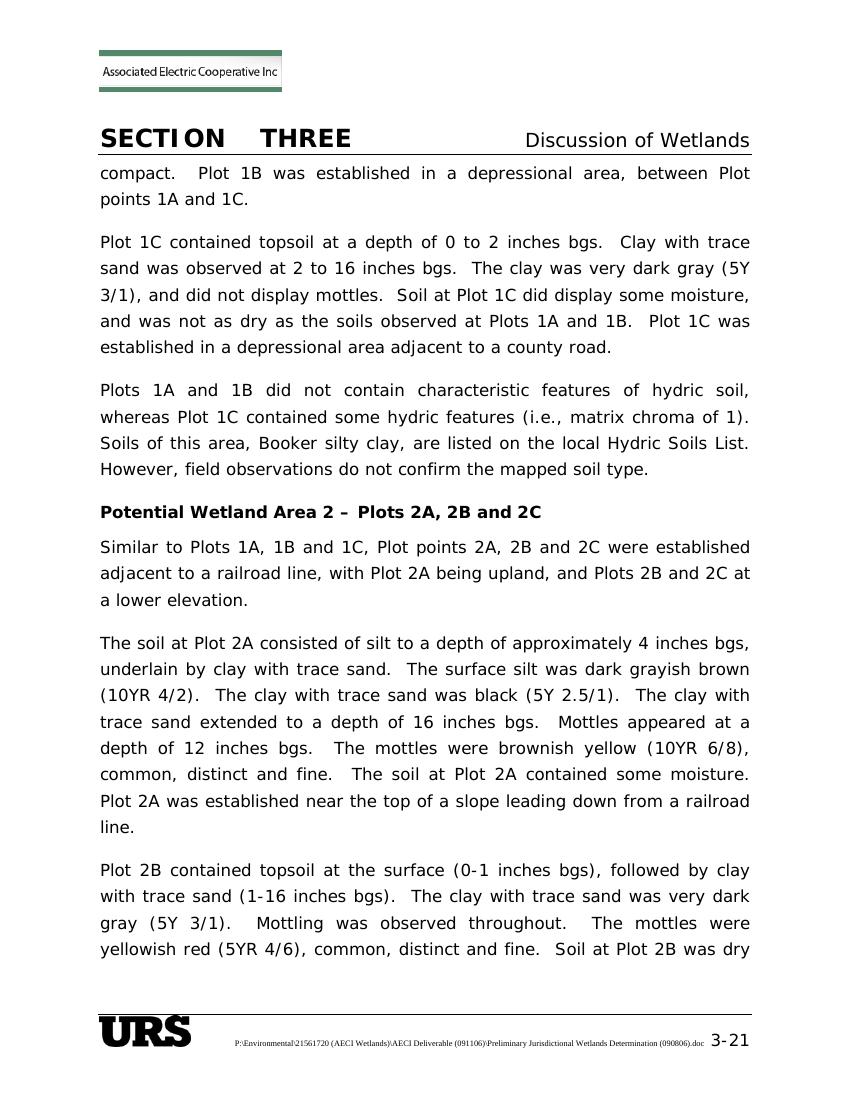 Associated Electric Cooperative Inc
SECTION THREE Discussion of Wetlands
compact. Plot 1B was established in a depressional area, between Plot
points 1A and 1C.
Plot 1C contained topsoil at a depth of 0 to 2 inches bgs. Clay with trace
sand was observed at 2 to 16 inches bgs. The clay was very dark gray (5Y
3/1), and did not display mottles. Soil at Plot 1C did display some moisture,
and was not as dry as the soils observed at Plots 1A and 1B. Plot 1C was
established in a depressional area adjacent to a county road.
Plots 1A and 1B did not contain characteristic features of hydric soil,
whereas Plot 1C contained some hydric features (i.e., matrix chroma of 1).
Soils of this area, Booker silty clay, are listed on the local Hydric Soils List.
However, field observations do not confirm the mapped soil type.
Potential Wetland Area 2 – Plots 2A, 2B and 2C
Similar to Plots 1A, 1B and 1C, Plot points 2A, 2B and 2C were established
adjacent to a railroad line, with Plot 2A being upland, and Plots 2B and 2C at
a lower elevation.
The soil at Plot 2A consisted of silt to a depth of approximately 4 inches bgs,
underlain by clay with trace sand. The surface silt was dark grayish brown
(10YR 4/2). The clay with trace sand was black (5Y 2.5/1). The clay with
trace sand extended to a depth of 16 inches bgs. Mottles appeared at a
depth of 12 inches bgs. The mottles were brownish yellow (10YR 6/8),
common, distinct and fine. The soil at Plot 2A contained some moisture.
Plot 2A was established near the top of a slope leading down from a railroad
line.
Plot 2B contained topsoil at the surface (0-1 inches bgs), followed by clay
with trace sand (1-16 inches bgs). The clay with trace sand was very dark
gray (5Y 3/1). Mottling was observed throughout. The mottles were
yellowish red (5YR 4/6), common, distinct and fine. Soil at Plot 2B was dry
URS P:\Environmental\21561720 (AECI Wetlands)\AECI Deliverable (091106)\Preliminary Jurisdictional Wetlands Determination (090806).doc 3-21